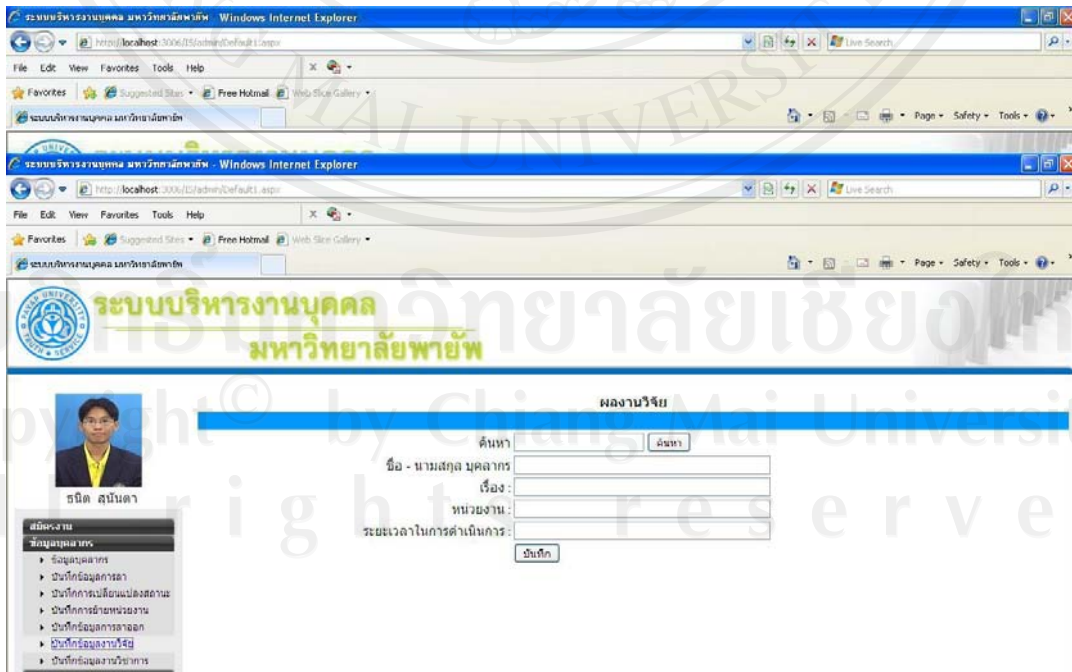 ระบบบริหารงานบุคคล มหาวิทยาลัยพายัพ - Windows Internet Explorer
http://localhost:3006/IS/admin/Default1.aspx
Live Search
File Edit View Favorites Tools Help
Favorites Suggested Sites Free Hotmail Web Slice Gallery
ระบบบริหารงานบุคคล มหาวิทยาลัยพายัพ Page Safety Tools
ระบบบริหารงานบุคคล มหาวิทยาลัยพายัพ - Windows Internet Explorer
http://localhost:3006/IS/admin/Default1.aspx
Live Search
File Edit View Favorites Tools Help
Favorites Suggested Sites Free Hotmail Web Slice Gallery
ระบบบริหารงานบุคคล มหาวิทยาลัยพายัพ Page Safety Tools
ระบบบริหารงานบุคคล
มหาวิทยาลัยพายัพ
ผลงานวิจัย
ค้นหา ค้นหา
ชื่อ - นามสกุล บุคลากร
เรื่อง :
หน่วยงาน :
ระยะเวลาในการดำเนินการ :
บันทึก
ธนิต สุนันตา
สมัครงาน
ข้อมูลบุคลากร
ข้อมูลบุคลากร
บันทึกข้อมูลการลา
บันทึกการเปลี่ยนแปลงสถานะ
บันทึกการย้ายหน่วยงาน
บันทึกข้อมูลการลาออก
บันทึกข้อมูลงานวิจัย
บันทึกข้อมูลงานวิชาการ
by Chiang Mai Universi
rights reserve